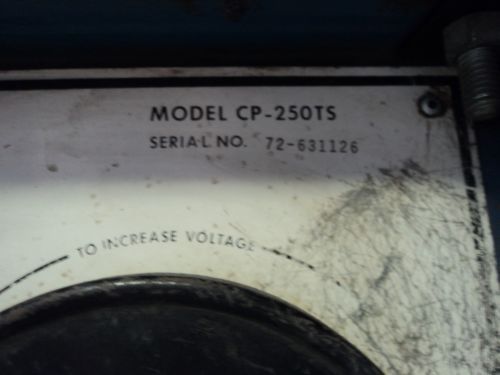 MODEL CP-250TS
SERIAL NO. 72-631126
TO INCREASE VOLTAGE